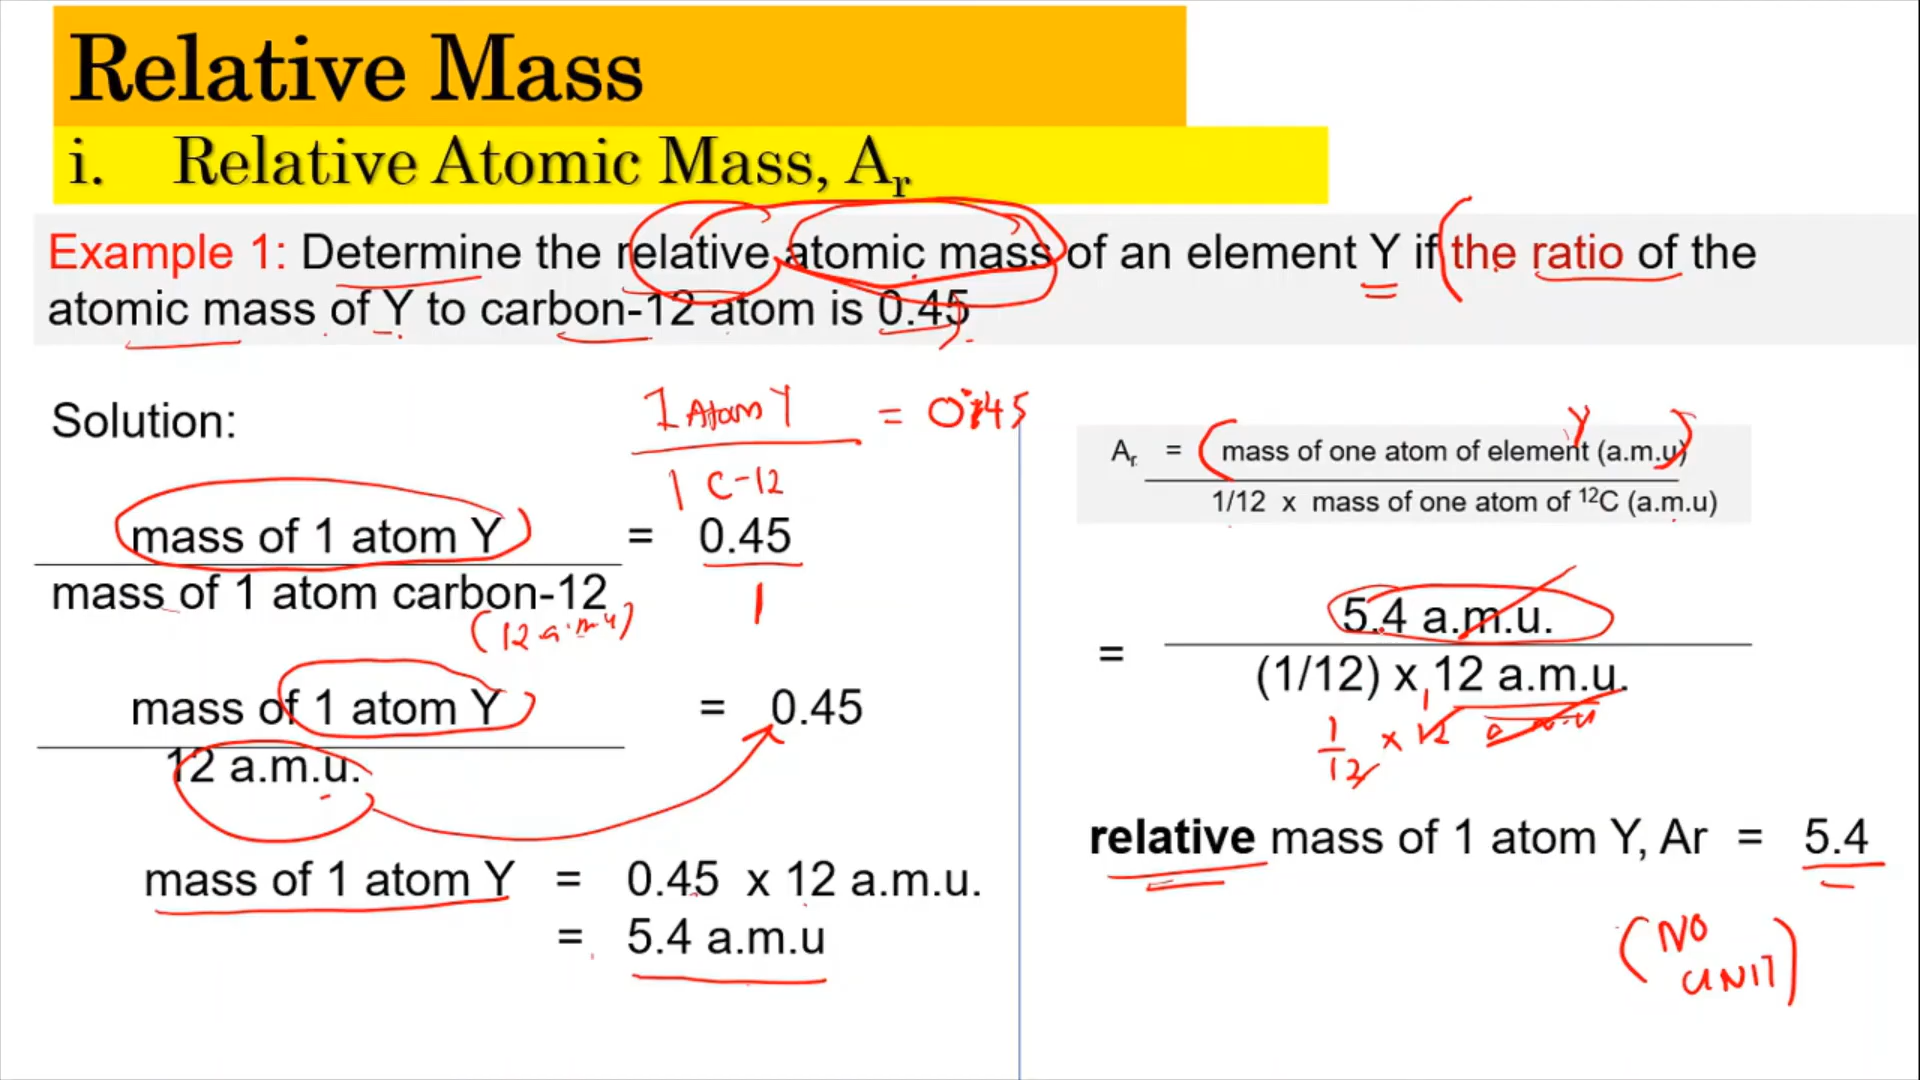 Relative Mass
i. Relative Atomic Mass, Ar
Example 1: Determine the relative atomic mass of an element Y if the ratio of the
atomic mass of Y to carbon-12 atom is 0.45
Solution:
1 Atom Y = 0.45
1 C-12
mass of 1 atom Y = 0.45
mass of 1 atom carbon-12 1
(12 a.m.u)
mass of 1 atom Y = 0.45
12 a.m.u.
mass of 1 atom Y = 0.45 x 12 a.m.u.
= 5.4 a.m.u
Y
Ar = mass of one atom of element (a.m.u)
1/12 x mass of one atom of ¹²C (a.m.u)
= 5.4 a.m.u.
(1/12) x 12 a.m.u.
1
1/12 x 12 a.m.u
relative mass of 1 atom Y, Ar = 5.4
(NO
UNIT)